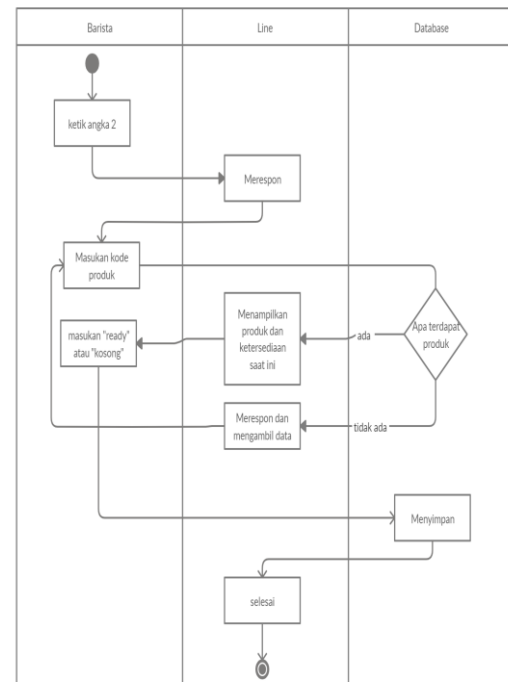 Barista
Line
Database
ketik angka 2
Merespon
Masukan kode
produk
Apa terdapat
produk
ada
Menampilkan
produk dan
ketersediaan
saat ini
masukan "ready"
atau "kosong"
tidak ada
Merespon dan
mengambil data
Menyimpan
selesai